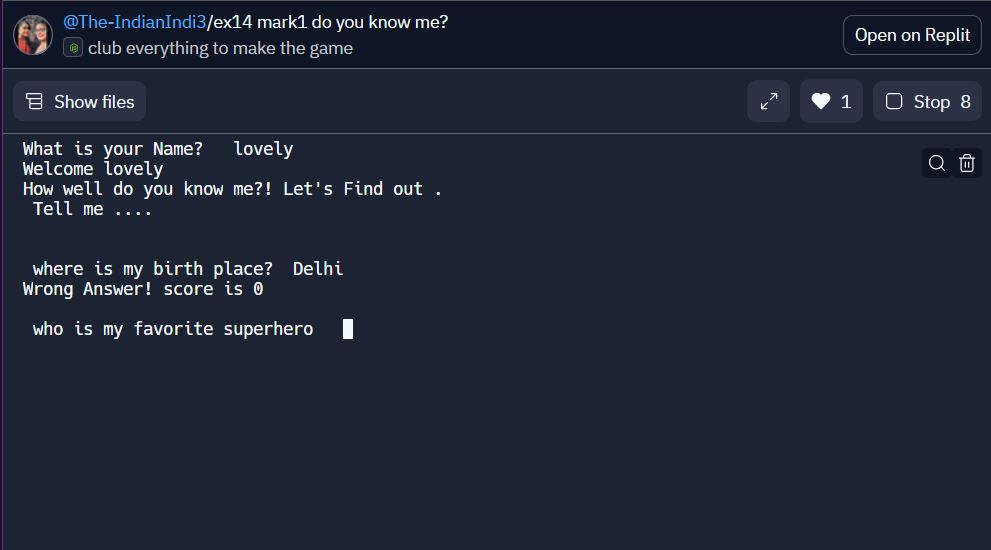 @The-IndianIndi3/ex14 mark1 do you know me?
club everything to make the game
Open on Replit
Show files
1
Stop 8
What is your Name? lovely
Welcome lovely
How well do you know me?! Let's Find out .
Tell me ....
where is my birth place? Delhi
Wrong Answer! score is 0
who is my favorite superhero